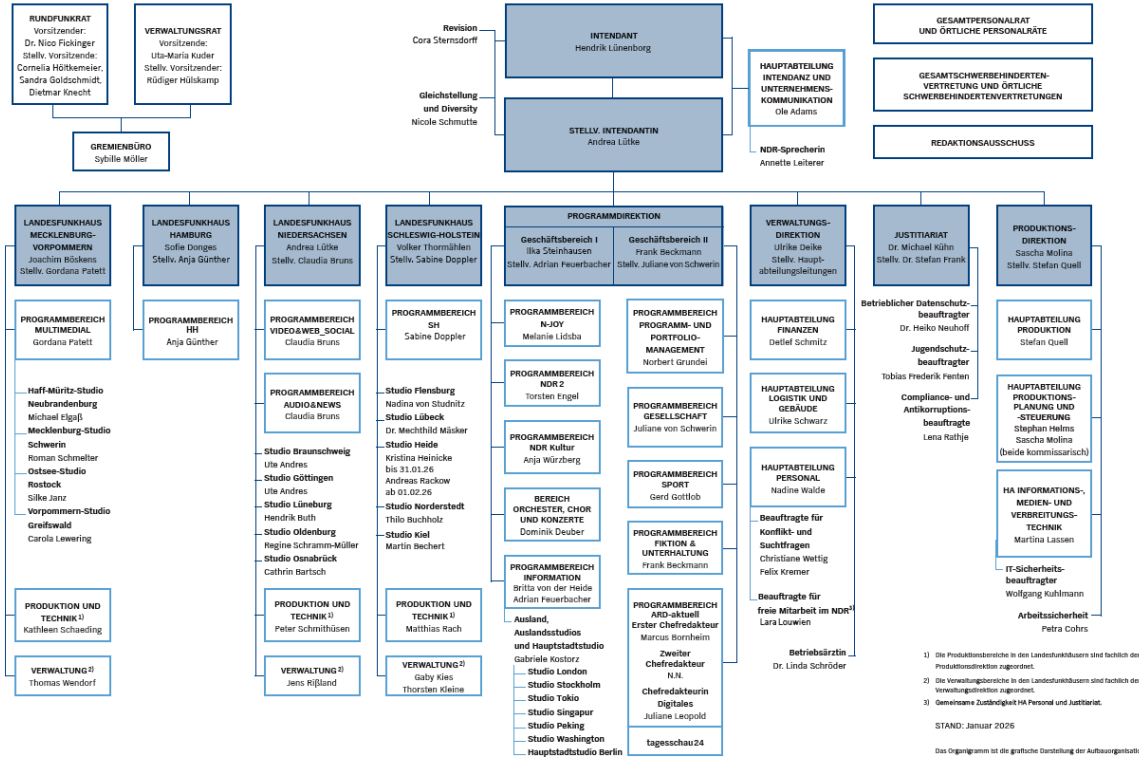 RUNDFUNKRAT
Vorsitzender:
Dr. Nico Fickinger
Stellv. Vorsitzende:
Cornelia Höltkemeier,
Sandra Goldschmidt,
Dietmar Knecht
VERWALTUNGSRAT
Vorsitzende:
Uta-Maria Kuder
Stellv. Vorsitzender:
Rüdiger Hülskamp
GREMIENBÜRO
Sybille Möller
Revision
Cora Sternsdorff
Gleichstellung
und Diversity
Nicole Schmutte
INTENDANT
Hendrik Lünenborg
STELLV. INTENDANTIN
Andrea Lütke
HAUPTABTEILUNG
INTENDANZ UND
UNTERNEHMENS-
KOMMUNIKATION
Ole Adams
NDR-Sprecherin
Annette Leiterer
GESAMTPERSONALRAT
UND ÖRTLICHE PERSONALRÄTE
GESAMTSCHWERBEHINDERTEN-
VERTRETUNG UND ÖRTLICHE
SCHWERBEHINDERTENVERTRETUNGEN
REDAKTIONSAUSSCHUSS
LANDESFUNKHAUS
MECKLENBURG-
VORPOMMERN
Joachim Böskens
Stellv. Gordana Patett
PROGRAMMBEREICH
MULTIMEDIAL
Gordana Patett
Haff-Müritz-Studio
Neubrandenburg
Michael Elgaß
Mecklenburg-Studio
Schwerin
Roman Schmelter
Ostsee-Studio
Rostock
Silke Janz
Vorpommern-Studio
Greifswald
Carola Lewering
PRODUKTION UND
TECHNIK 1)
Kathleen Schaeding
VERWALTUNG 2)
Thomas Wendorf
LANDESFUNKHAUS
HAMBURG
Sofie Donges
Stellv. Anja Günther
PROGRAMMBEREICH
HH
Anja Günther
LANDESFUNKHAUS
NIEDERSACHSEN
Andrea Lütke
Stellv. Claudia Bruns
PROGRAMMBEREICH
VIDEO&WEB_SOCIAL
Claudia Bruns
PROGRAMMBEREICH
AUDIO&NEWS
Claudia Bruns
Studio Braunschweig
Ute Andres
Studio Göttingen
Ute Andres
Studio Lüneburg
Hendrik Buth
Studio Oldenburg
Regine Schramm-Müller
Studio Osnabrück
Cathrin Bartsch
PRODUKTION UND
TECHNIK 1)
Peter Schmithüsen
VERWALTUNG 2)
Jens Rißland
LANDESFUNKHAUS
SCHLESWIG-HOLSTEIN
Volker Thormählen
Stellv. Sabine Doppler
PROGRAMMBEREICH
SH
Sabine Doppler
Studio Flensburg
Nadina von Studnitz
Studio Lübeck
Dr. Mechthild Mäsker
Studio Heide
Kristina Heinicke
bis 31.01.26
Andreas Rackow
ab 01.02.26
Studio Norderstedt
Thilo Buchholz
Studio Kiel
Martin Bechert
PRODUKTION UND
TECHNIK 1)
Matthias Rach
VERWALTUNG 2)
Gaby Kies
Thorsten Kleine
PROGRAMMDIREKTION
Geschäftsbereich I
Ilka Steinhausen
Stellv. Adrian Feuerbacher
Geschäftsbereich II
Frank Beckmann
Stellv. Juliane von Schwerin
PROGRAMMBEREICH
N-JOY
Melanie Lidsba
PROGRAMMBEREICH
NDR 2
Torsten Engel
PROGRAMMBEREICH
NDR Kultur
Anja Würzberg
BEREICH
ORCHESTER, CHOR
UND KONZERTE
Dominik Deuber
PROGRAMMBEREICH
INFORMATION
Britta von der Heide
Adrian Feuerbacher
Ausland,
Auslandsstudios
und Hauptstadtstudio
Gabriele Kostorz
Studio London
Studio Stockholm
Studio Tokio
Studio Singapur
Studio Peking
Studio Washington
Hauptstadtstudio Berlin
PROGRAMMBEREICH
PROGRAMM- UND
PORTFOLIO-
MANAGEMENT
Norbert Grundei
PROGRAMMBEREICH
GESELLSCHAFT
Juliane von Schwerin
PROGRAMMBEREICH
SPORT
Gerd Gottlob
PROGRAMMBEREICH
FIKTION &
UNTERHALTUNG
Frank Beckmann
PROGRAMMBEREICH
ARD-aktuell
Erster Chefredakteur
Marcus Bornheim
Zweiter
Chefredakteur
N.N.
Chefredakteurin
Digitales
Juliane Leopold
tagesschau24
VERWALTUNGS-
DIREKTION
Ulrike Deike
Stellv. Haupt-
abteilungsleitungen
HAUPTABTEILUNG
FINANZEN
Detlef Schmitz
HAUPTABTEILUNG
LOGISTIK UND
GEBÄUDE
Ulrike Schwarz
HAUPTABTEILUNG
PERSONAL
Nadine Walde
Beauftragte für
Konflikt- und
Suchtfragen
Christiane Wettig
Felix Kremer
Beauftragte für
freie Mitarbeit im NDR 3)
Lara Louwien
Betriebsärztin
Dr. Linda Schröder
JUSTITIARIAT
Dr. Michael Kühn
Stellv. Dr. Stefan Frank
Betrieblicher Datenschutz-
beauftragter
Dr. Heiko Neuhoff
Jugendschutz-
beauftragter
Tobias Frederik Fenten
Compliance- und
Antikorruptions-
beauftragte
Lena Rathje
PRODUKTIONS-
DIREKTION
Sascha Molina
Stellv. Stefan Quell
HAUPTABTEILUNG
PRODUKTION
Stefan Quell
HAUPTABTEILUNG
PRODUKTIONS-
PLANUNG UND
-STEUERUNG
Stephan Helms
Sascha Molina
(beide kommissarisch)
HA INFORMATIONS-,
MEDIEN- UND
VERBREITUNGS-
TECHNIK
Martina Lassen
IT-Sicherheits-
beauftragter
Wolfgang Kuhlmann
Arbeitssicherheit
Petra Cohrs
1) Die Produktionsbereiche in den Landesfunkhäusern sind fachlich der
Produktionsdirektion zugeordnet.
2) Die Verwaltungsbereiche in den Landesfunkhäusern sind fachlich der
Verwaltungsdirektion zugeordnet.
3) Gemeinsame Zuständigkeit HA Personal und Justitiariat.
STAND: Januar 2026
Das Organigramm ist die grafische Darstellung der Aufbauorganisatio